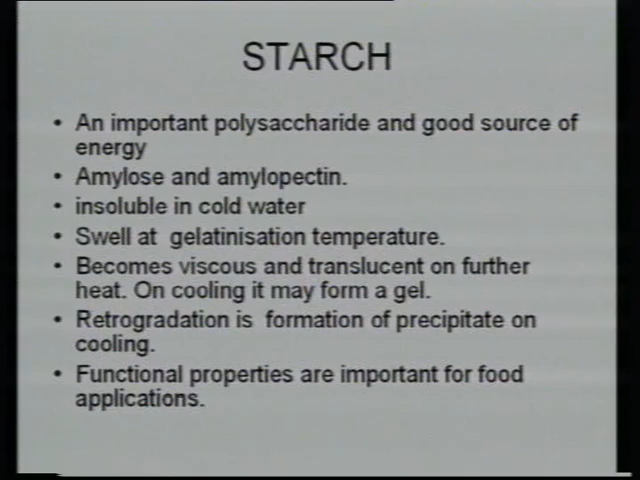 STARCH
• An important polysaccharide and good source of
energy
• Amylose and amylopectin.
• insoluble in cold water
• Swell at gelatinisation temperature.
• Becomes viscous and translucent on further
heat. On cooling it may form a gel.
• Retrogradation is formation of precipitate on
cooling.
• Functional properties are important for food
applications.